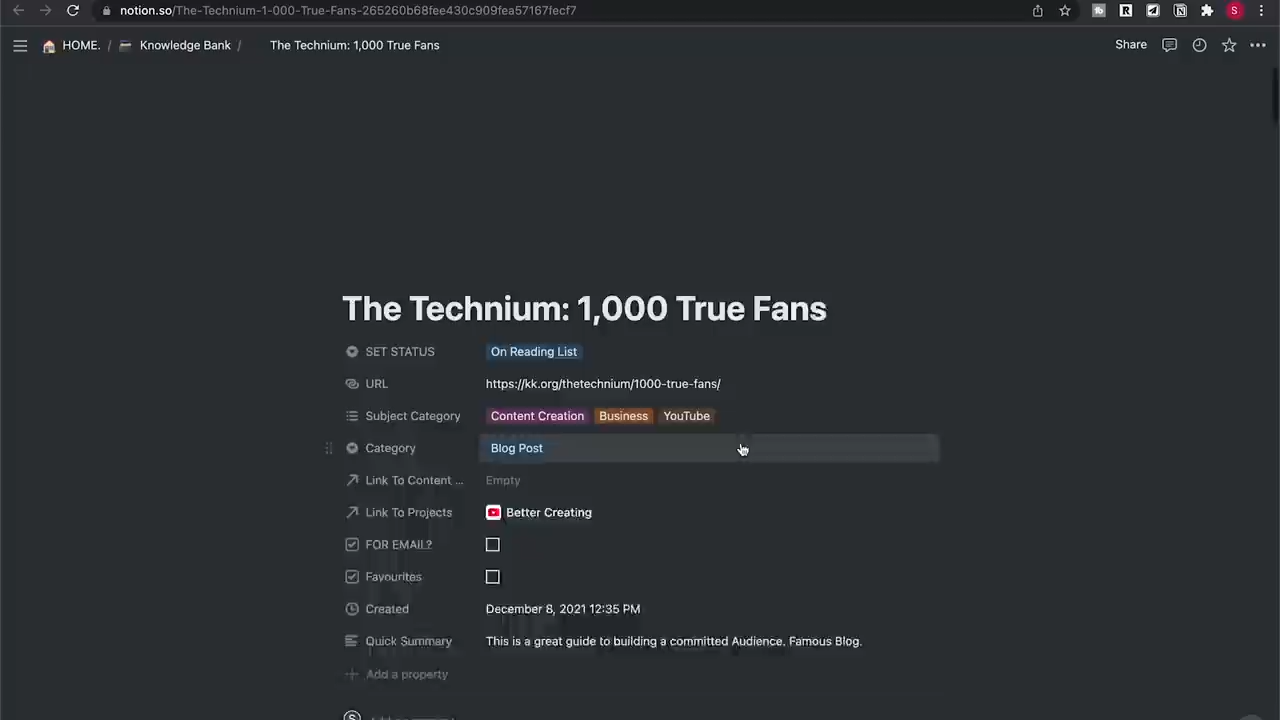 notion.so/The-Technium-1-000-True-Fans-265260b68fee430c909fea57167fecf7
HOME. / Knowledge Bank / The Technium: 1,000 True Fans
Share
The Technium: 1,000 True Fans
SET STATUS On Reading List
URL https://kk.org/thetechnium/1000-true-fans/
Subject Category Content Creation Business YouTube
Category Blog Post
Link To Content ... Empty
Link To Projects Better Creating
FOR EMAIL?
Favourites
Created December 8, 2021 12:35 PM
Quick Summary This is a great guide to building a committed Audience. Famous Blog.
Add a property